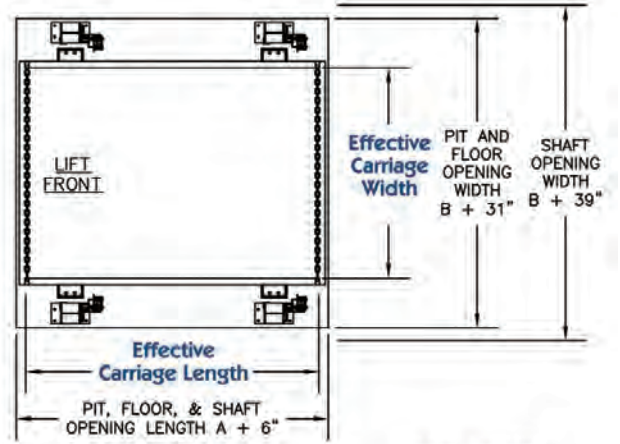 LIFT
FRONT
Effective
Carriage
Width
PIT AND
FLOOR
OPENING
WIDTH
B + 31"
SHAFT
OPENING
WIDTH
B + 39"
Effective
Carriage Length
PIT, FLOOR, & SHAFT
OPENING LENGTH A + 6"